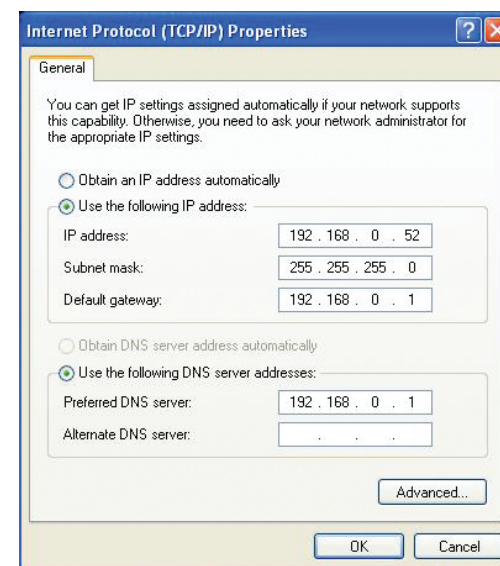 Internet Protocol (TCP/IP) Properties
General
You can get IP settings assigned automatically if your network supports
this capability. Otherwise, you need to ask your network administrator for
the appropriate IP settings.
Obtain an IP address automatically
Use the following IP address:
IP address: 192 . 168 . 0 . 52
Subnet mask: 255 . 255 . 255 . 0
Default gateway: 192 . 168 . 0 . 1
Obtain DNS server address automatically
Use the following DNS server addresses:
Preferred DNS server: 192 . 168 . 0 . 1
Alternate DNS server: . . .
Advanced...
OK Cancel